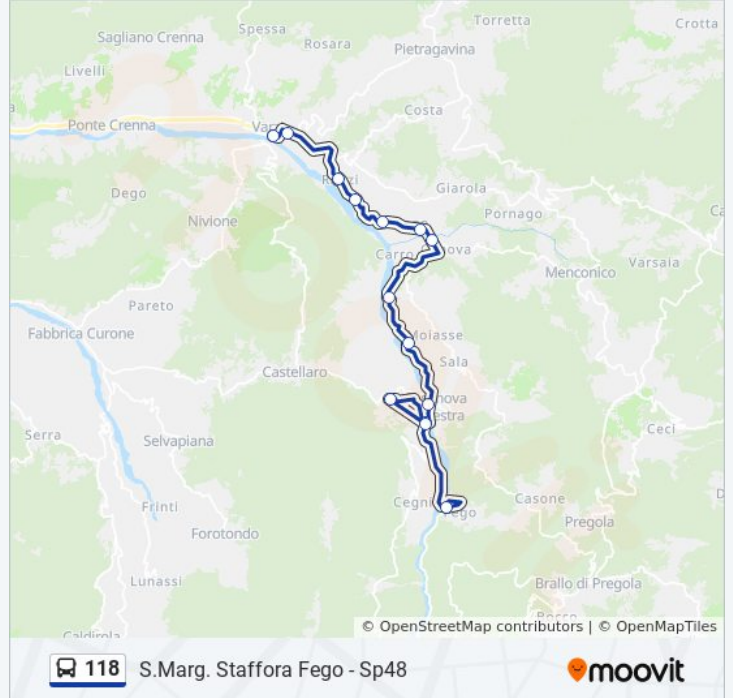 Spessa
Torretta
Crotta
Sagliano Crenna
Rosara
Pietragavina
Livelli
Costa
Ponte Crenna
Giarola
Dego
Pornago
Nivione
Varsaia
Menconico
Pareto
Fabbrica Curone
Moiasse
Sala
Castellaro
Serra
Selvapiana
Ceci
Casone
Frinti
Pregola
Forotondo
Lunassi
Brallo di Pregola
© OpenStreetMap contributors | © OpenMapTiles
118 S.Marg. Staffora Fego - Sp48
moovit